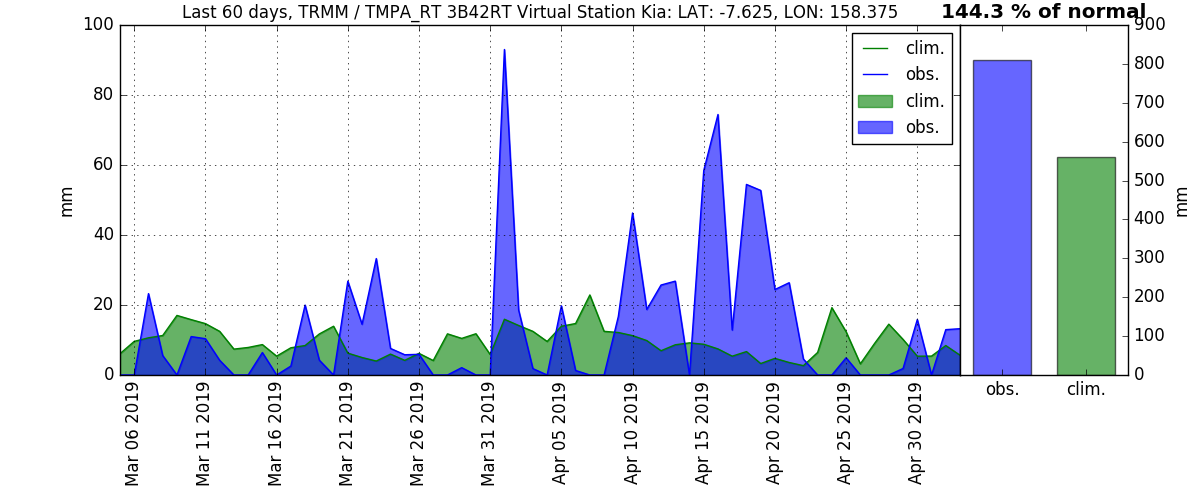 Last 60 days, TRMM / TMPA_RT 3B42RT Virtual Station Kia: LAT: -7.625, LON: 158.375
144.3 % of normal
100
80
60
40
20
0
mm
clim.
obs.
clim.
obs.
Mar 06 2019
Mar 11 2019
Mar 16 2019
Mar 21 2019
Mar 26 2019
Mar 31 2019
Apr 05 2019
Apr 10 2019
Apr 15 2019
Apr 20 2019
Apr 25 2019
Apr 30 2019
900
800
700
600
500
400
300
200
100
0
mm
obs.
clim.